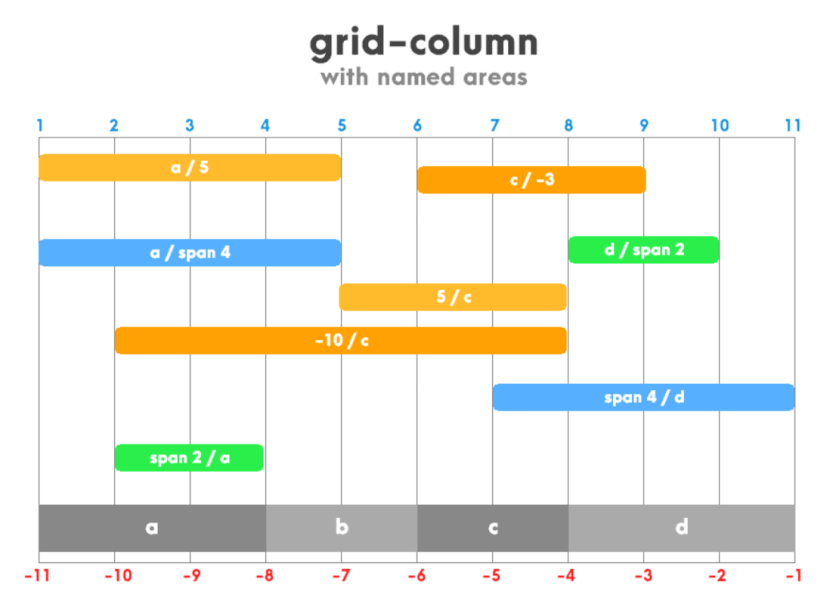 grid-column
with named areas
1 2 3 4 5 6 7 8 9 10 11
a / 5
c / -3
a / span 4
d / span 2
5 / c
-10 / c
span 4 / d
span 2 / a
a b c d
-11 -10 -9 -8 -7 -6 -5 -4 -3 -2 -1